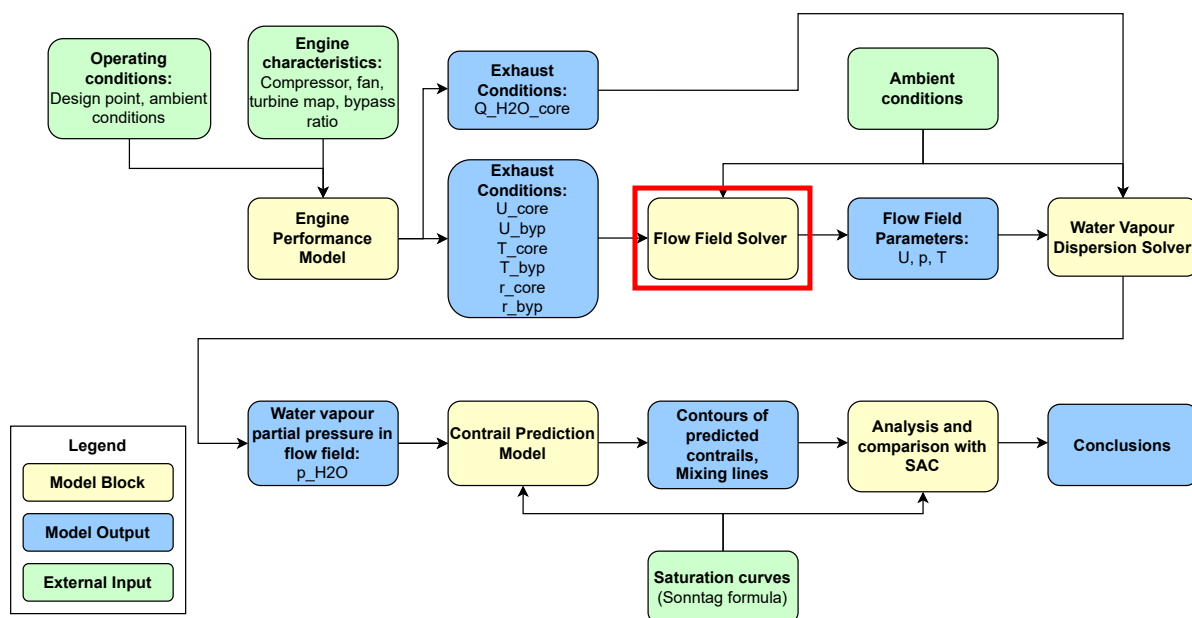 Operating
conditions:
Design point, ambient
conditions
Engine
characteristics:
Compressor, fan,
turbine map, bypass
ratio
Exhaust
Conditions:
Q_H2O_core
Ambient
conditions
Engine
Performance
Model
Exhaust
Conditions:
U_core
U_byp
T_core
T_byp
r_core
r_byp
Flow Field Solver
Flow Field
Parameters:
U, p, T
Water Vapour
Dispersion Solver
Legend
Model Block
Model Output
External Input
Water vapour
partial pressure in
flow field:
p_H2O
Contrail Prediction
Model
Contours of
predicted
contrails,
Mixing lines
Analysis and
comparison with
SAC
Conclusions
Saturation curves
(Sonntag formula)